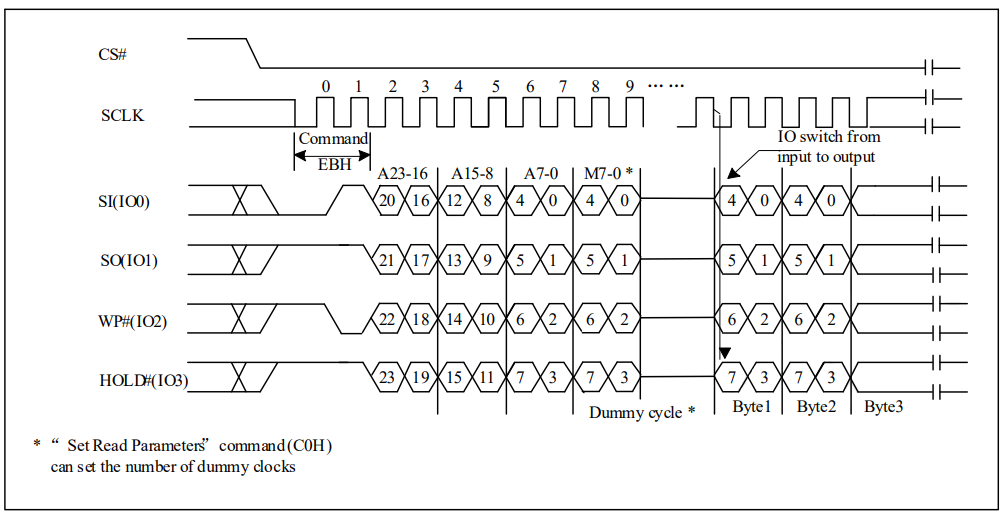 CS#
0 1 2 3 4 5 6 7 8 9 ... ...
SCLK
Command
EBH
IO switch from
input to output
A23-16 A15-8 A7-0 M7-0 *
SI(IO0) 20 16 12 8 4 0 4 0 4 0 4 0
SO(IO1) 21 17 13 9 5 1 5 1 5 1 5 1
WP#(IO2) 22 18 14 10 6 2 6 2 6 2 6 2
HOLD#(IO3) 23 19 15 11 7 3 7 3 7 3 7 3
Dummy cycle * Byte1 Byte2 Byte3
* “ Set Read Parameters” command (C0H)
can set the number of dummy clocks